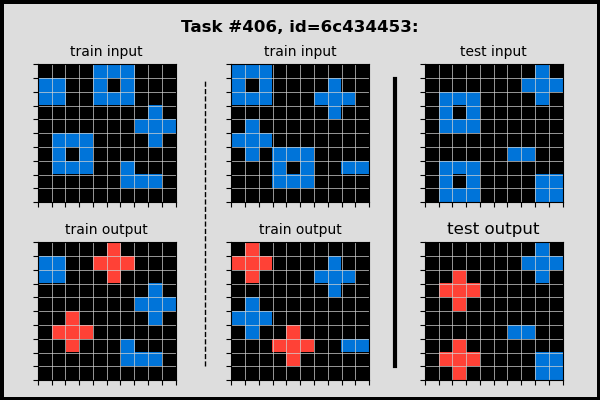 Task #406, id=6c434453:
train input
train input
test input
train output
train output
test output